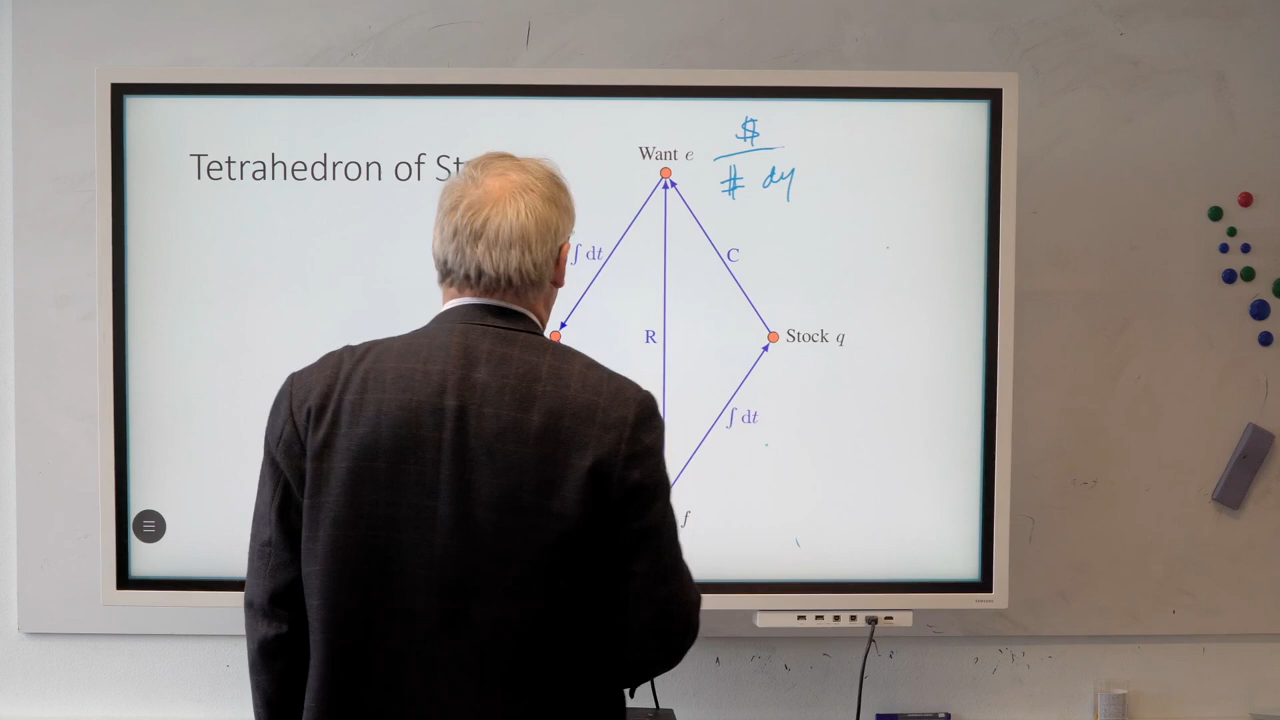 Tetrahedron of St
Want e
$
# dy
∫ dt
C
R
Stock q
∫ dt
f